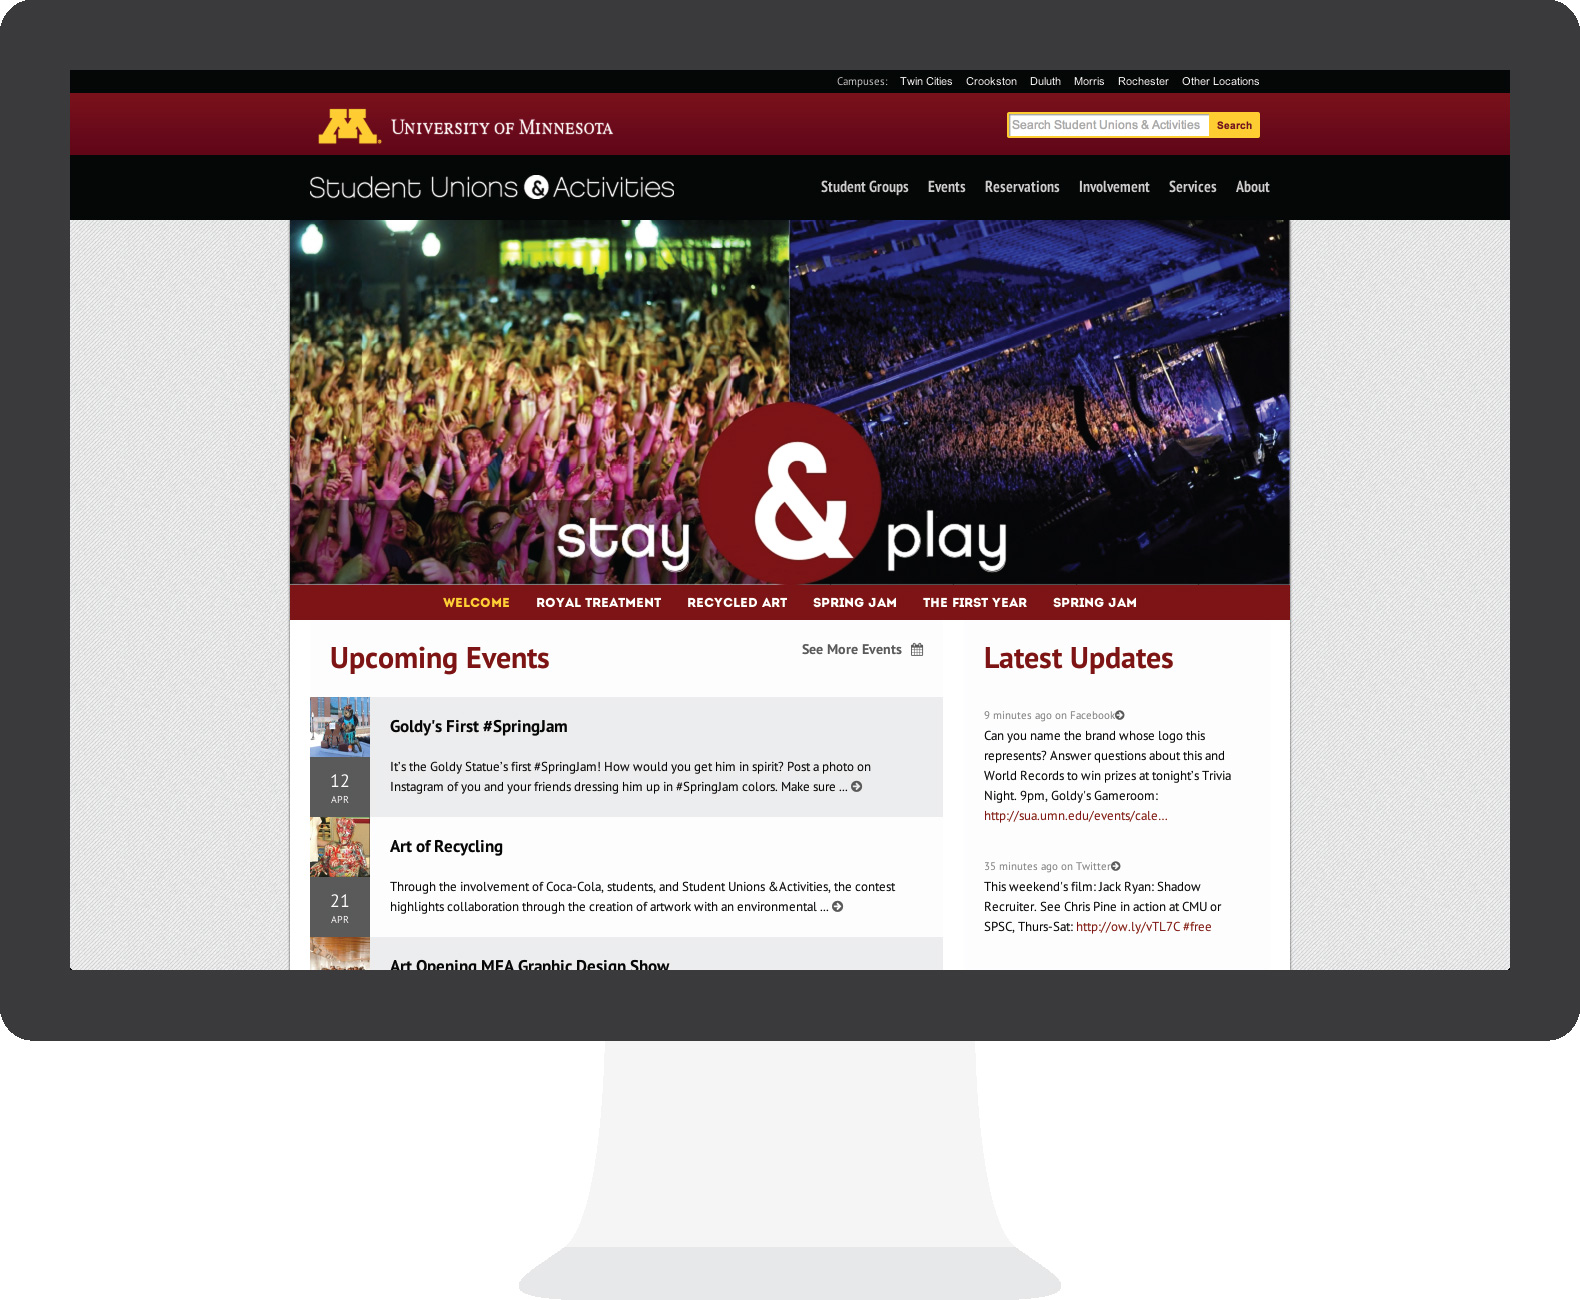 Campuses: Twin Cities Crookston Duluth Morris Rochester Other Locations
M UNIVERSITY OF MINNESOTA
Search Student Unions & Activities Search
Student Unions & Activities
Student Groups Events Reservations Involvement Services About
stay & play
WELCOME ROYAL TREATMENT RECYCLED ART SPRING JAM THE FIRST YEAR SPRING JAM
Upcoming Events
See More Events
Goldy's First #SpringJam
It's the Goldy Statue's first #SpringJam! How would you get him in spirit? Post a photo on
Instagram of you and your friends dressing him up in #SpringJam colors. Make sure ...
12
APR
Art of Recycling
Through the involvement of Coca-Cola, students, and Student Unions &Activities, the contest
highlights collaboration through the creation of artwork with an environmental ...
21
APR
Art Opening MFA Graphic Design Show
Latest Updates
9 minutes ago on Facebook
Can you name the brand whose logo this
represents? Answer questions about this and
World Records to win prizes at tonight's Trivia
Night. 9pm, Goldy's Gameroom:
http://sua.umn.edu/events/cale...
35 minutes ago on Twitter
This weekend's film: Jack Ryan: Shadow
Recruiter. See Chris Pine in action at CMU or
SPSC, Thurs-Sat: http://ow.ly/vTL7C #free